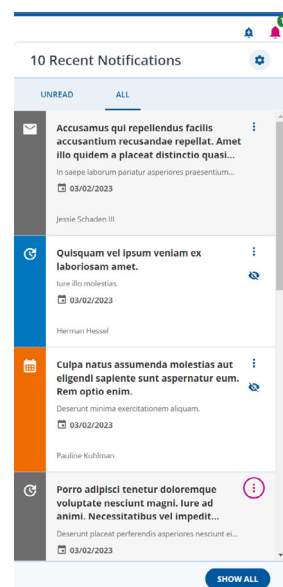 10 Recent Notifications
UNREAD ALL
Accusamus qui repellendus facilis
accusantium recusandae repellat. Amet
illo quidem a placeat distinctio quasi...
In saepe laborum pariatur asperiores praesentium...
03/02/2023
Jessie Schaden III
Quisquam vel ipsum veniam ex
laboriosam amet.
Iure illo molestias.
03/02/2023
Herman Hessel
Culpa natus assumenda molestias aut
eligendi sapiente sunt aspernatur eum.
Rem optio enim.
Deserunt minima exercitationem aliquam.
03/02/2023
Pauline Kuhlman
Porro adipisci tenetur doloremque
voluptate nesciunt magni. Iure ad
animi. Necessitatibus vel impedit...
Deserunt placeat perferendis asperiores nesciunt ei...
03/02/2023
SHOW ALL